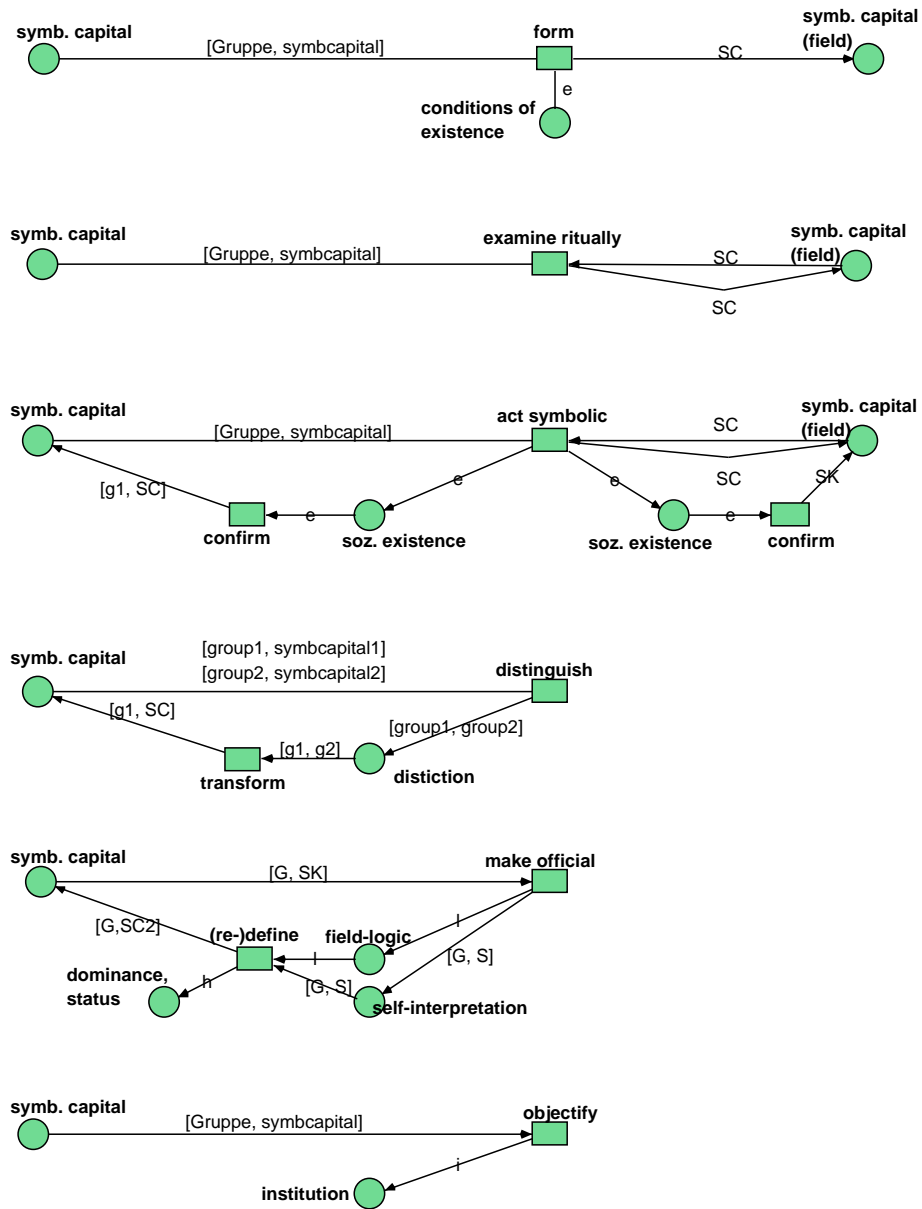 symb. capital
[Gruppe, symbcapital]
form
symb. capital
(field)
SC
e
conditions of
existence
symb. capital
[Gruppe, symbcapital]
examine ritually
symb. capital
(field)
SC
SC
symb. capital
[Gruppe, symbcapital]
act symbolic
symb. capital
(field)
SC
SC
[g1, SC]
e
e
SK
e
e
confirm
soz. existence
soz. existence
confirm
symb. capital
[group1, symbcapital1]
[group2, symbcapital2]
distinguish
[g1, SC]
[group1, group2]
[g1, g2]
transform
distiction
symb. capital
[G, SK]
make official
[G,SC2]
(re-)define
field-logic
l
l
[G, S]
dominance,
status
h
[G, S]
self-interpretation
symb. capital
[Gruppe, symbcapital]
objectify
i
institution